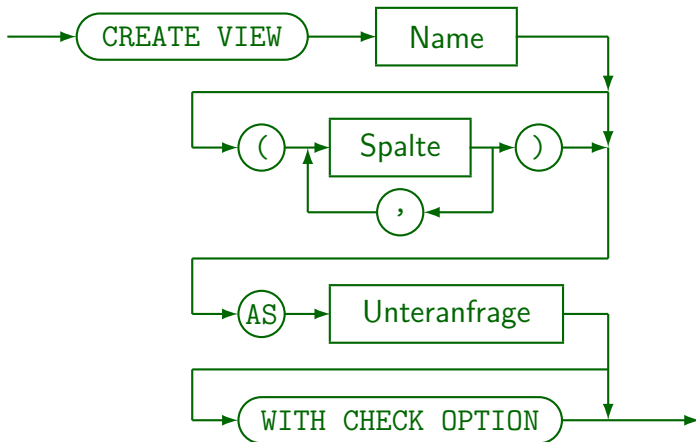 CREATE VIEW Name
( Spalte )
,
AS Unteranfrage
WITH CHECK OPTION